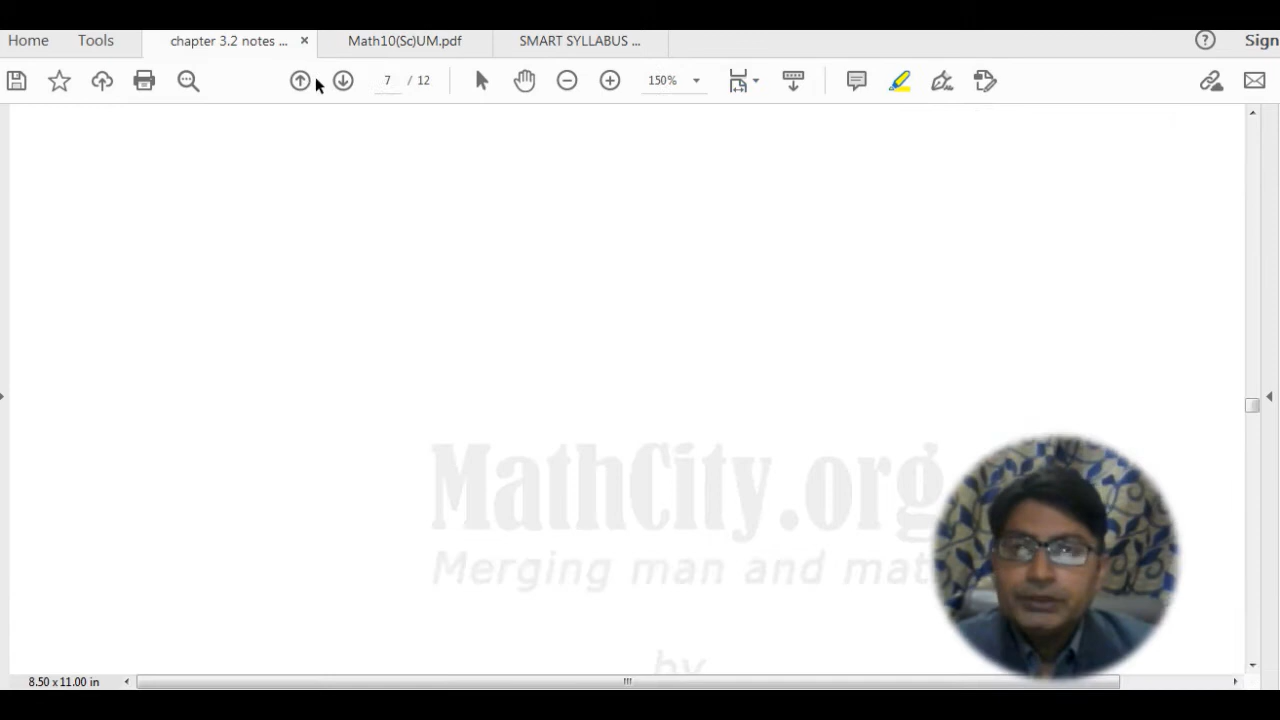 Home Tools chapter 3.2 notes ... × Math10(Sc)UM.pdf SMART SYLLABUS ... ? Sign
7 / 12 150%
MathCity.org
Merging man and mat
by
8.50 x 11.00 in